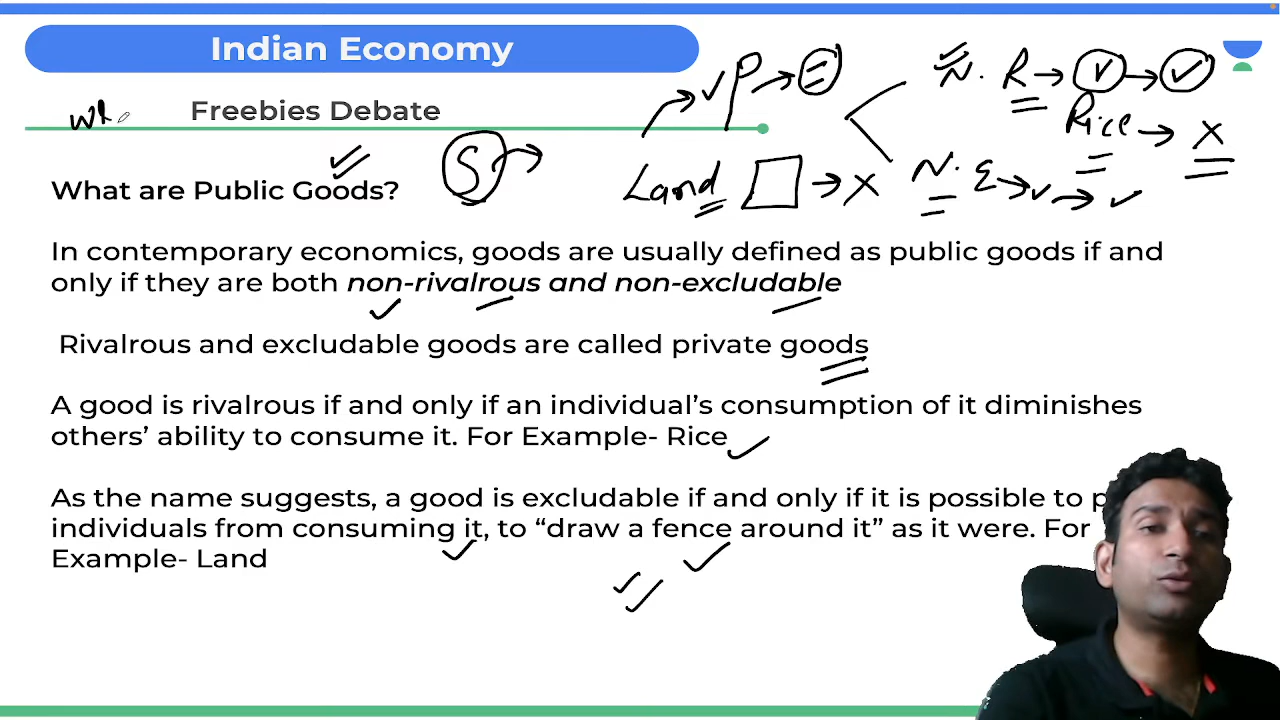 Indian Economy
Freebies Debate
wh
What are Public Goods?
S
P
Land
X
N. R
Rice
X
N. E
In contemporary economics, goods are usually defined as public goods if and
only if they are both non-rivalrous and non-excludable
Rivalrous and excludable goods are called private goods
A good is rivalrous if and only if an individual’s consumption of it diminishes
others’ ability to consume it. For Example- Rice
As the name suggests, a good is excludable if and only if it is possible to
individuals from consuming it, to “draw a fence around it” as it were. For
Example- Land